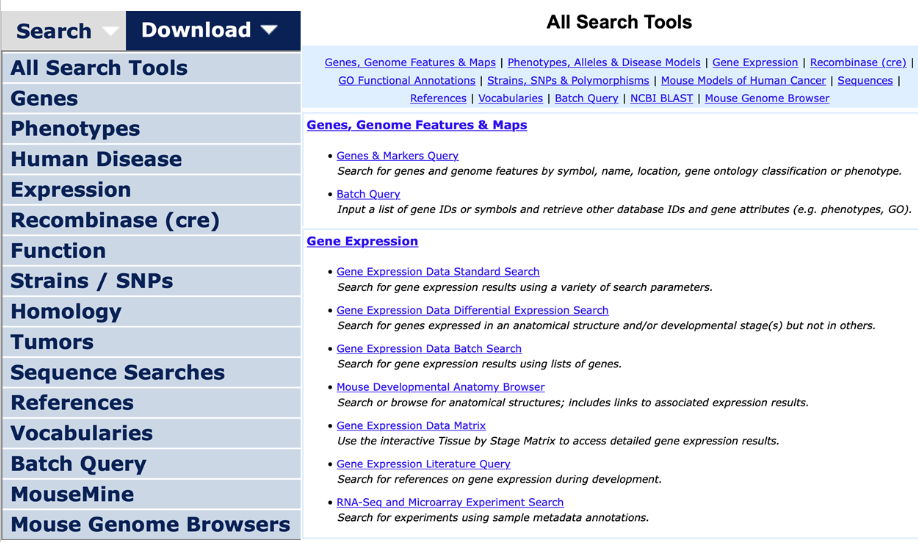 Search
Download
All Search Tools
Genes
Phenotypes
Human Disease
Expression
Recombinase (cre)
Function
Strains / SNPs
Homology
Tumors
Sequence Searches
References
Vocabularies
Batch Query
MouseMine
Mouse Genome Browsers
All Search Tools
Genes, Genome Features & Maps | Phenotypes, Alleles & Disease Models | Gene Expression | Recombinase (cre) |
GO Functional Annotations | Strains, SNPs & Polymorphisms | Mouse Models of Human Cancer | Sequences |
References | Vocabularies | Batch Query | NCBI BLAST | Mouse Genome Browser
Genes, Genome Features & Maps
• Genes & Markers Query
Search for genes and genome features by symbol, name, location, gene ontology classification or phenotype.
• Batch Query
Input a list of gene IDs or symbols and retrieve other database IDs and gene attributes (e.g. phenotypes, GO).
Gene Expression
• Gene Expression Data Standard Search
Search for gene expression results using a variety of search parameters.
• Gene Expression Data Differential Expression Search
Search for genes expressed in an anatomical structure and/or developmental stage(s) but not in others.
• Gene Expression Data Batch Search
Search for gene expression results using lists of genes.
• Mouse Developmental Anatomy Browser
Search or browse for anatomical structures; includes links to associated expression results.
• Gene Expression Data Matrix
Use the interactive Tissue by Stage Matrix to access detailed gene expression results.
• Gene Expression Literature Query
Search for references on gene expression during development.
• RNA-Seq and Microarray Experiment Search
Search for experiments using sample metadata annotations.